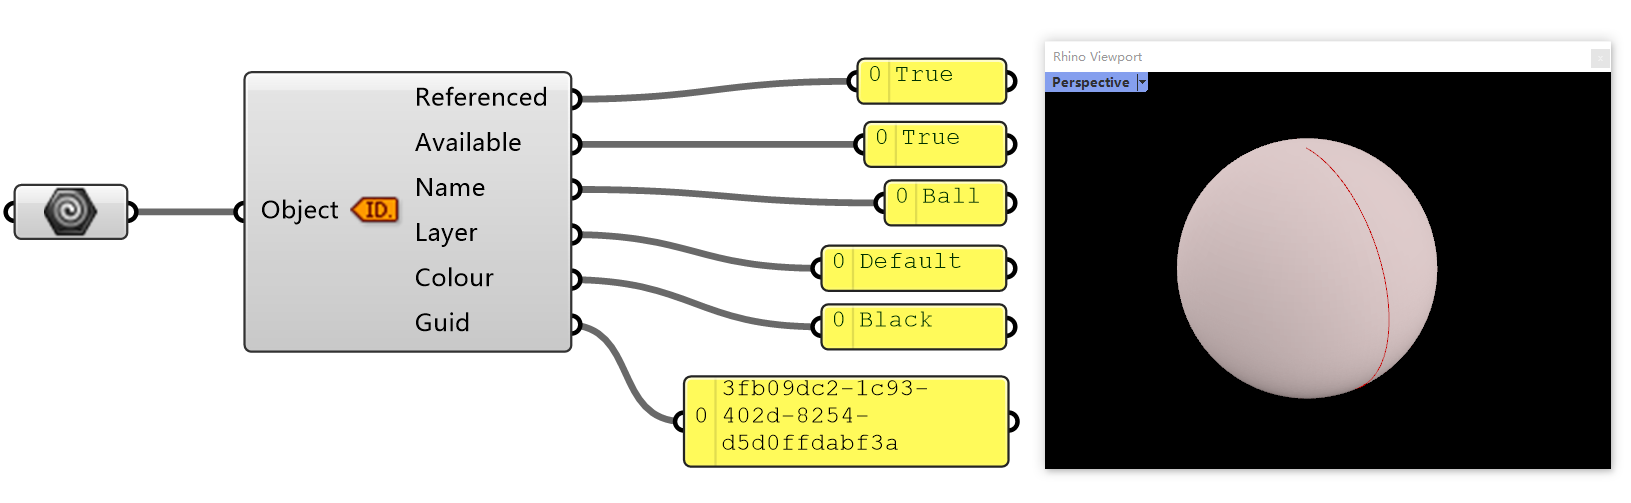 Object
ID.
Referenced
Available
Name
Layer
Colour
Guid
0 True
0 True
0 Ball
0 Default
0 Black
0
3fb09dc2-1c93-
402d-8254-
d5d0ffdabf3a
Rhino Viewport
x
Perspective